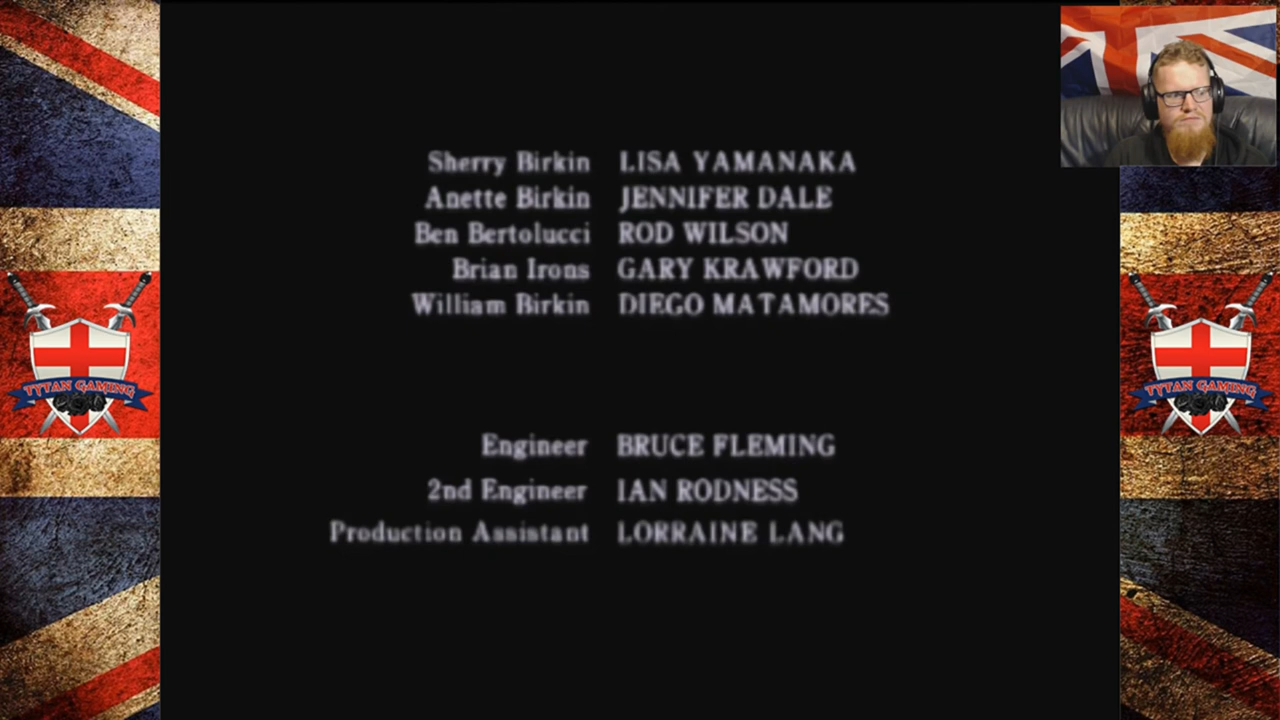 Sherry Birkin LISA YAMANAKA
Anette Birkin JENNIFER DALE
Ben Bertolucci ROD WILSON
Brian Irons GARY KRAWFORD
William Birkin DIEGO MATAMORES
Engineer BRUCE FLEMING
2nd Engineer IAN RODNESS
Production Assistant LORRAINE LANG
TYTAN GAMING
TYTAN GAMING